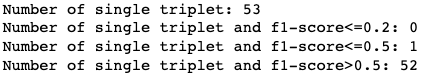 Number of single triplet: 53
Number of single triplet and f1-score<=0.2: 0
Number of single triplet and f1-score<=0.5: 1
Number of single triplet and f1-score>0.5: 52